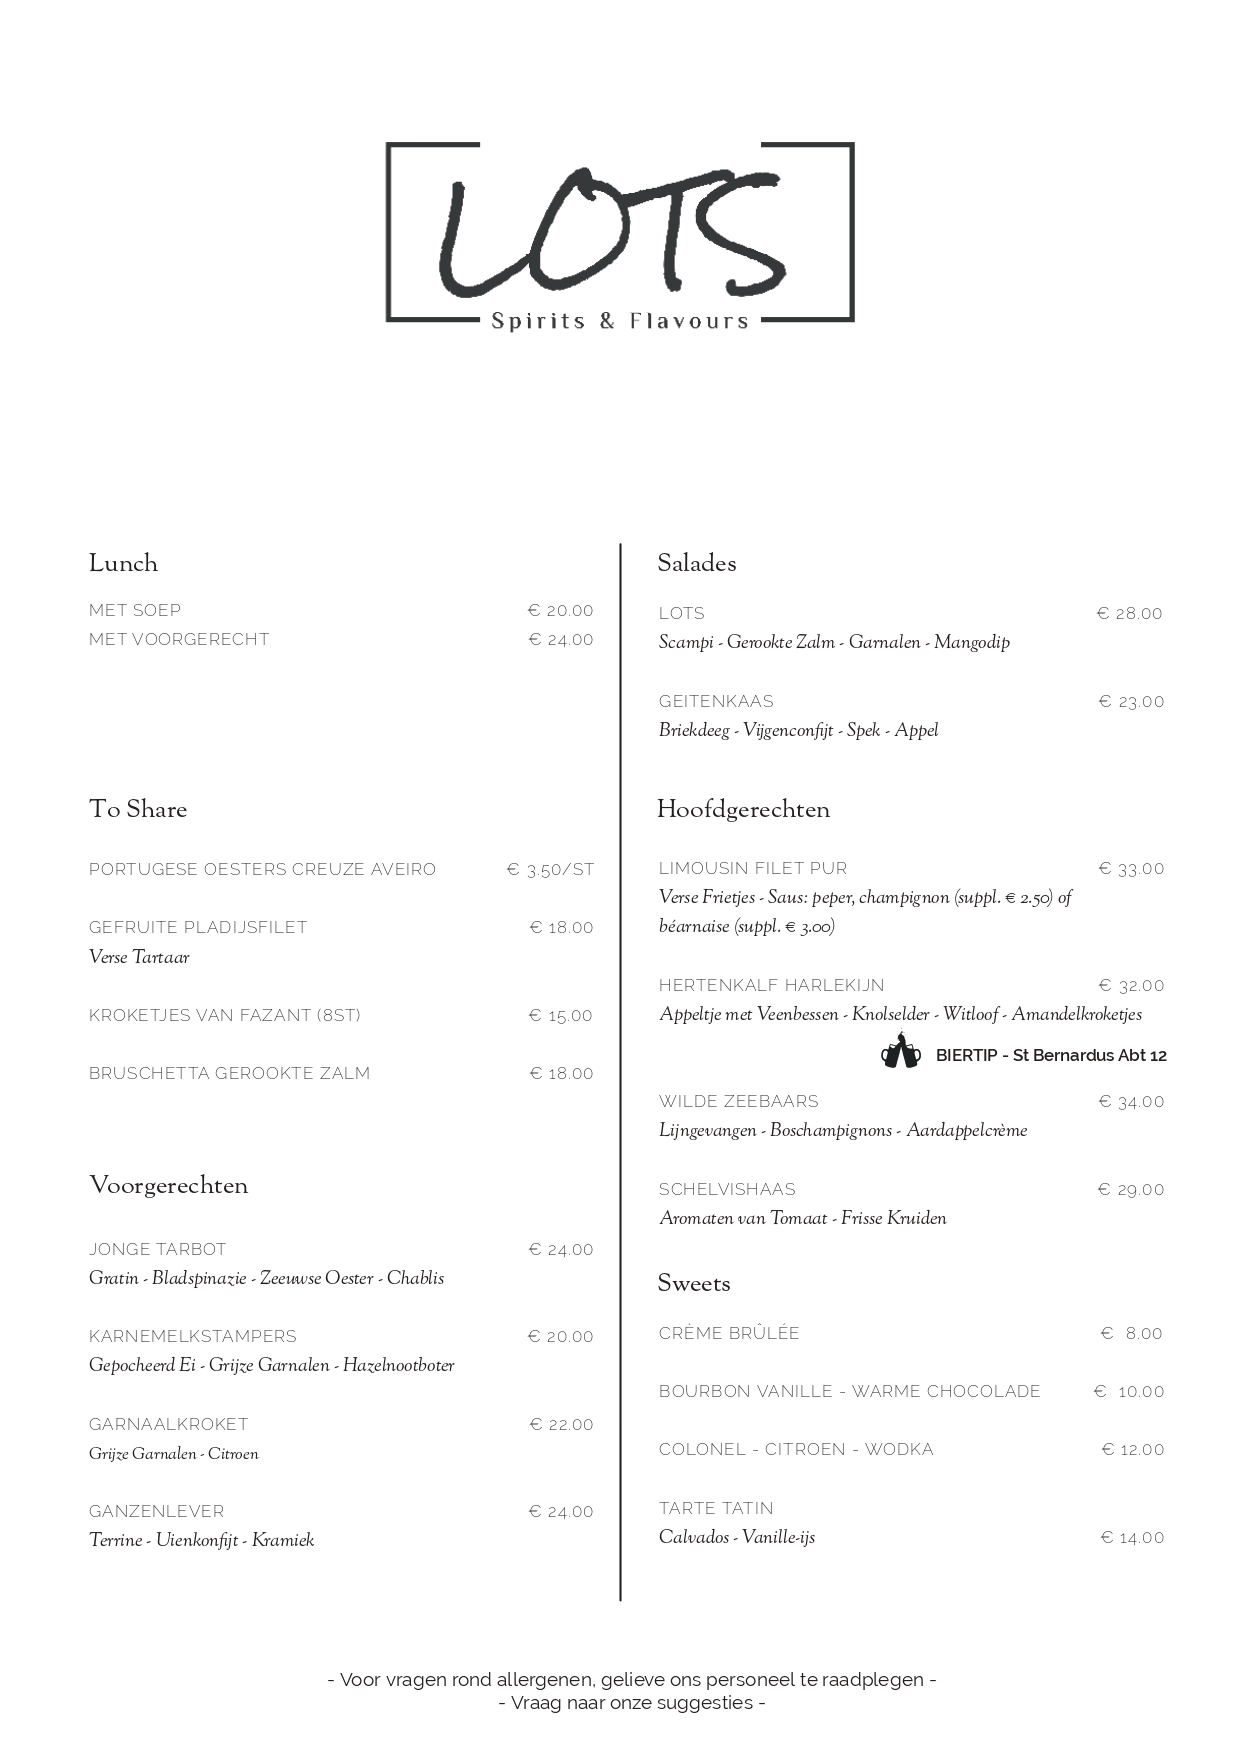 LOTS
Spirits & Flavours
Lunch
MET SOEP € 20.00
MET VOORGERECHT € 24.00
To Share
PORTUGESE OESTERS CREUZE AVEIRO € 3.50/ST
GEFRUITE PLADIJSFILET € 18.00
Verse Tartaar
KROKETJES VAN FAZANT (8ST) € 15.00
BRUSCHETTA GEROOKTE ZALM € 18.00
Voorgerechten
JONGE TARBOT € 24.00
Gratin - Bladspinazie - Zeeuwse Oester - Chablis
KARNEMELKSTAMPERS € 20.00
Gepocheerd Ei - Grijze Garnalen - Hazelnootboter
GARNAALKROKET € 22.00
Grijze Garnalen - Citroen
GANZENLEVER € 24.00
Terrine - Uienkonfijt - Kramiek
Salades
LOTS € 28.00
Scampi - Gerookte Zalm - Garnalen - Mangodip
GEITENKAAS € 23.00
Briekdeeg - Vijgenconfijt - Spek - Appel
Hoofdgerechten
LIMOUSIN FILET PUR € 33.00
Verse Frietjes - Saus: peper, champignon (suppl. € 2.50) of
béarnaise (suppl. € 3.00)
HERTENKALF HARLEKIJN € 32.00
Appeltje met Veenbessen - Knolselder - Witloof - Amandelkroketjes
BIERTIP - St Bernardus Abt 12
WILDE ZEEBAARS € 34.00
Lijngevangen - Boschampignons - Aardappelcrème
SCHELVISHAAS € 29.00
Aromaten van Tomaat - Frisse Kruiden
Sweets
CRÈME BRÛLÉE € 8.00
BOURBON VANILLE - WARME CHOCOLADE € 10.00
COLONEL - CITROEN - WODKA € 12.00
TARTE TATIN
Calvados - Vanille-ijs € 14.00
- Voor vragen rond allergenen, gelieve ons personeel te raadplegen -
- Vraag naar onze suggesties -